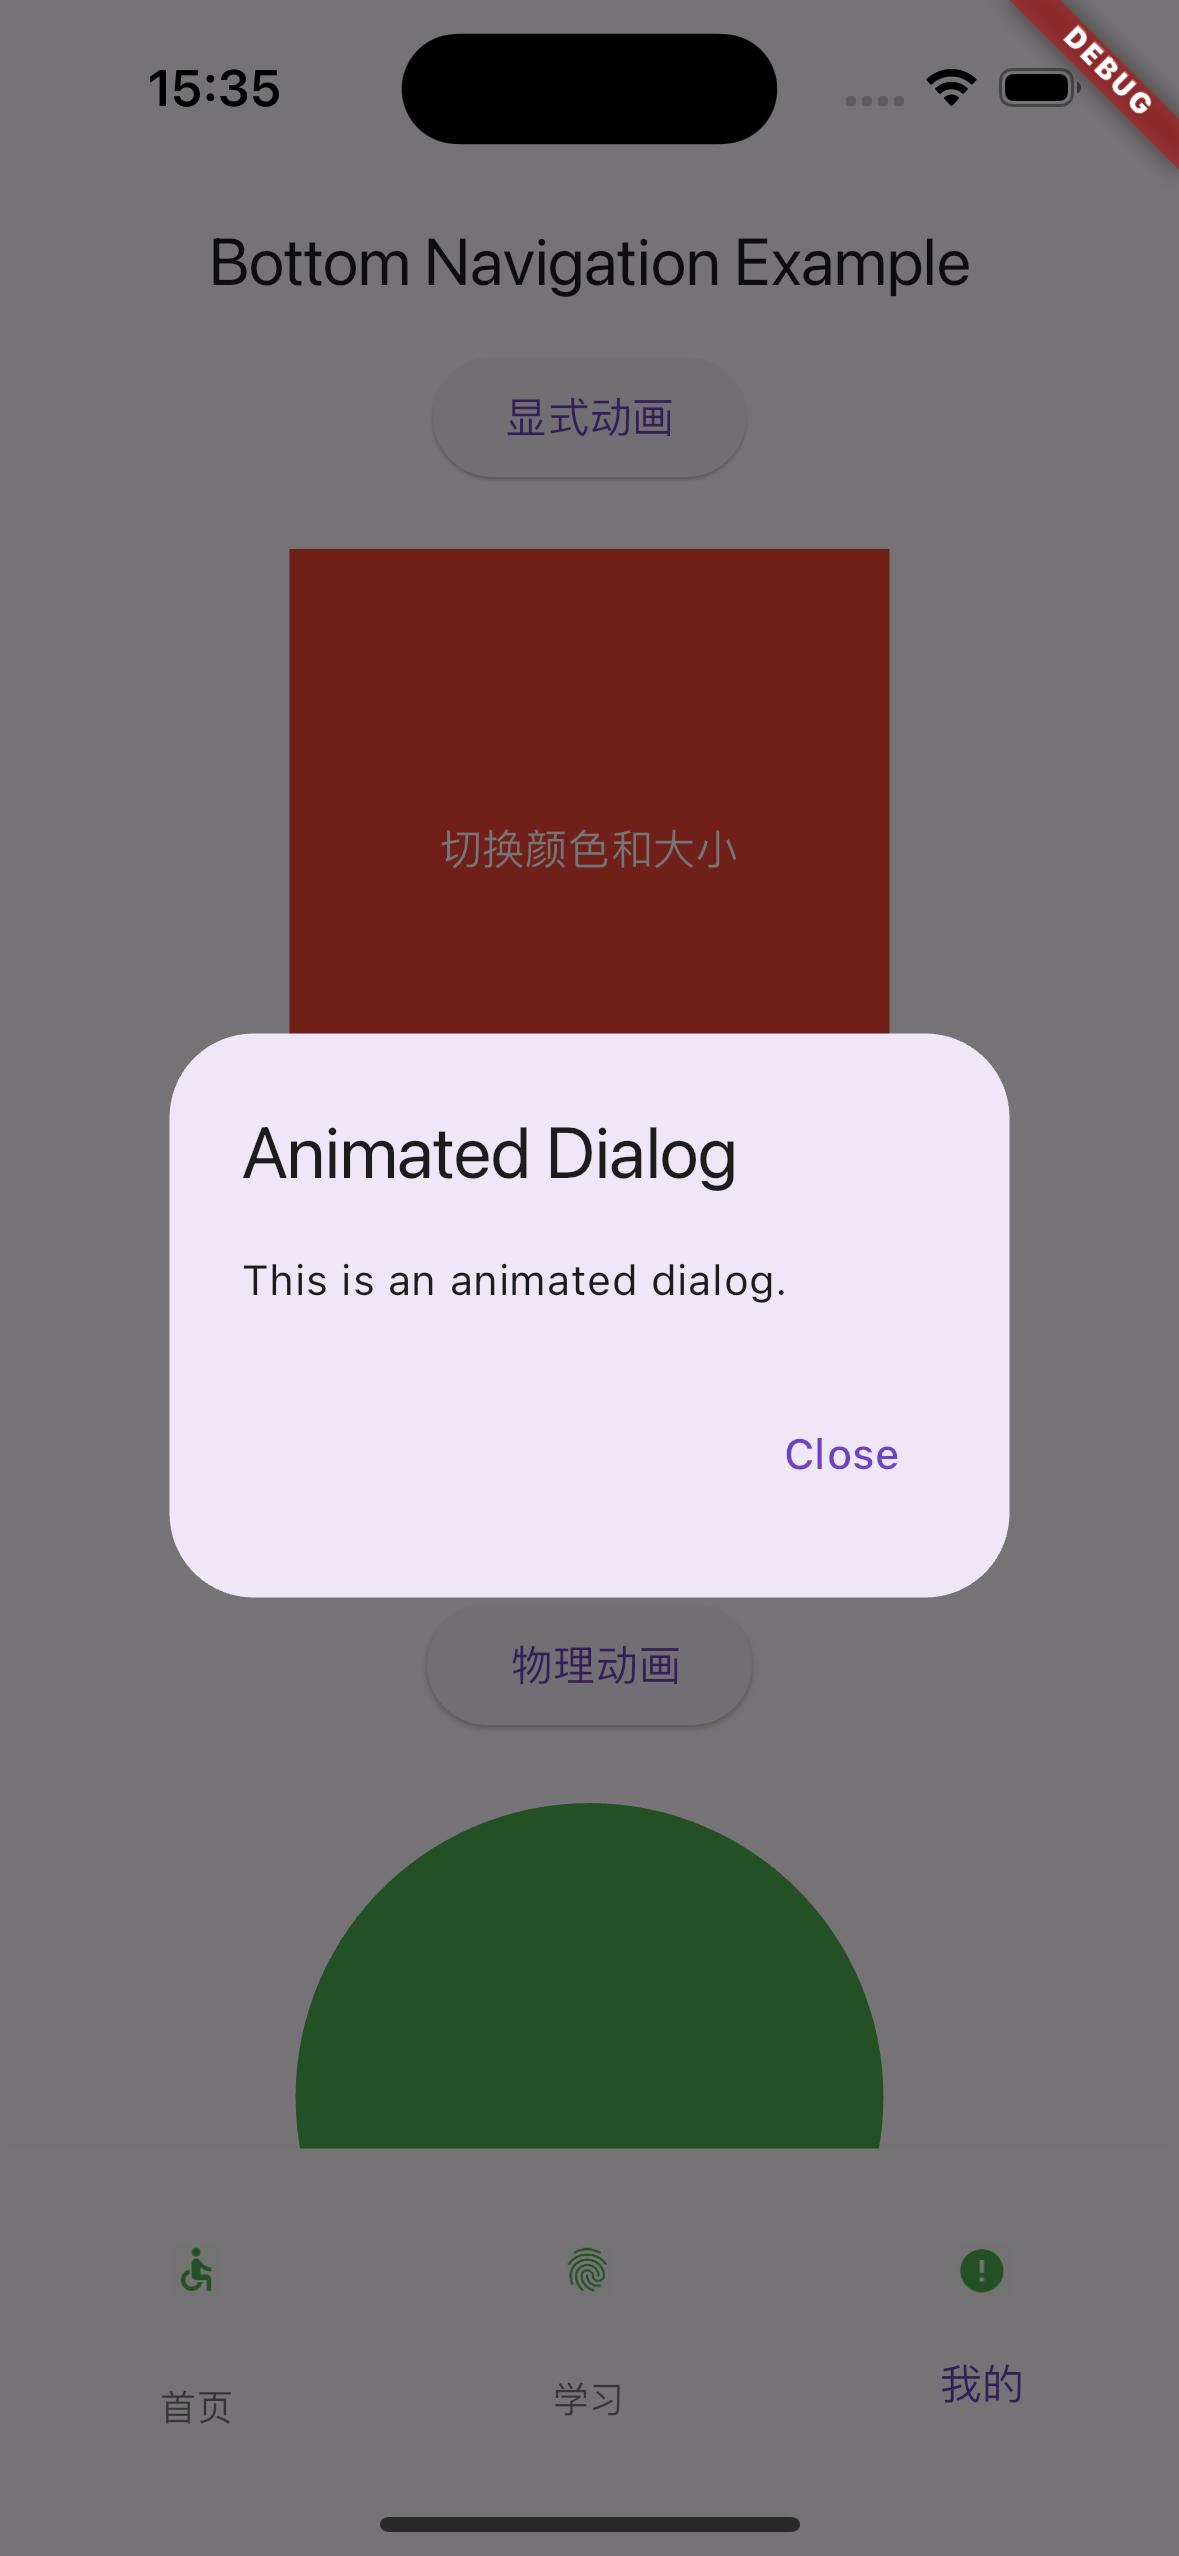 15:35
DEBUG
Bottom Navigation Example
显式动画
切换颜色和大小
Animated Dialog
This is an animated dialog.
Close
物理动画
首页
学习
我的